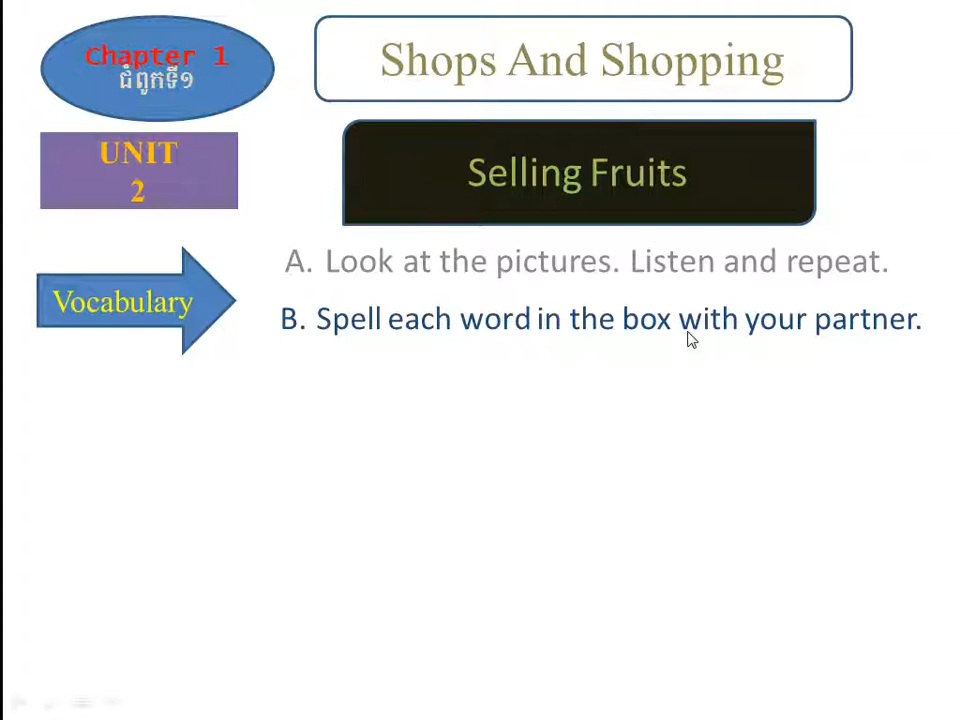 Chapter 1
ជំពូកទី១
Shops And Shopping
UNIT
2
Selling Fruits
Vocabulary
A. Look at the pictures. Listen and repeat.
B. Spell each word in the box with your partner.